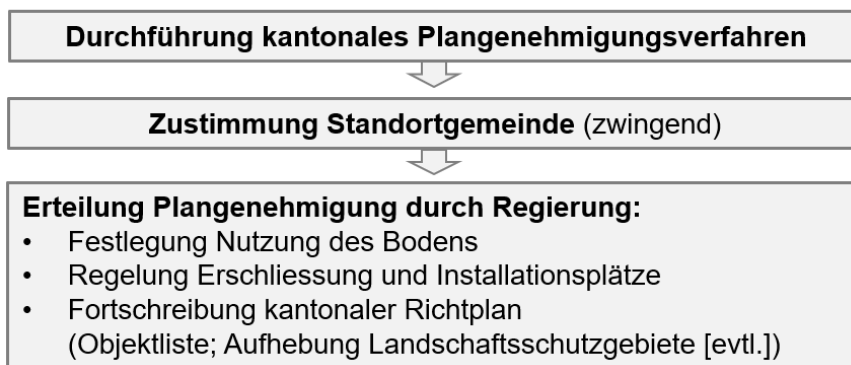 Durchführung kantonales Plangenehmigungsverfahren
Zustimmung Standortgemeinde (zwingend)
Erteilung Plangenehmigung durch Regierung:
• Festlegung Nutzung des Bodens
• Regelung Erschliessung und Installationsplätze
• Fortschreibung kantonaler Richtplan
(Objektliste; Aufhebung Landschaftsschutzgebiete [evtl.])